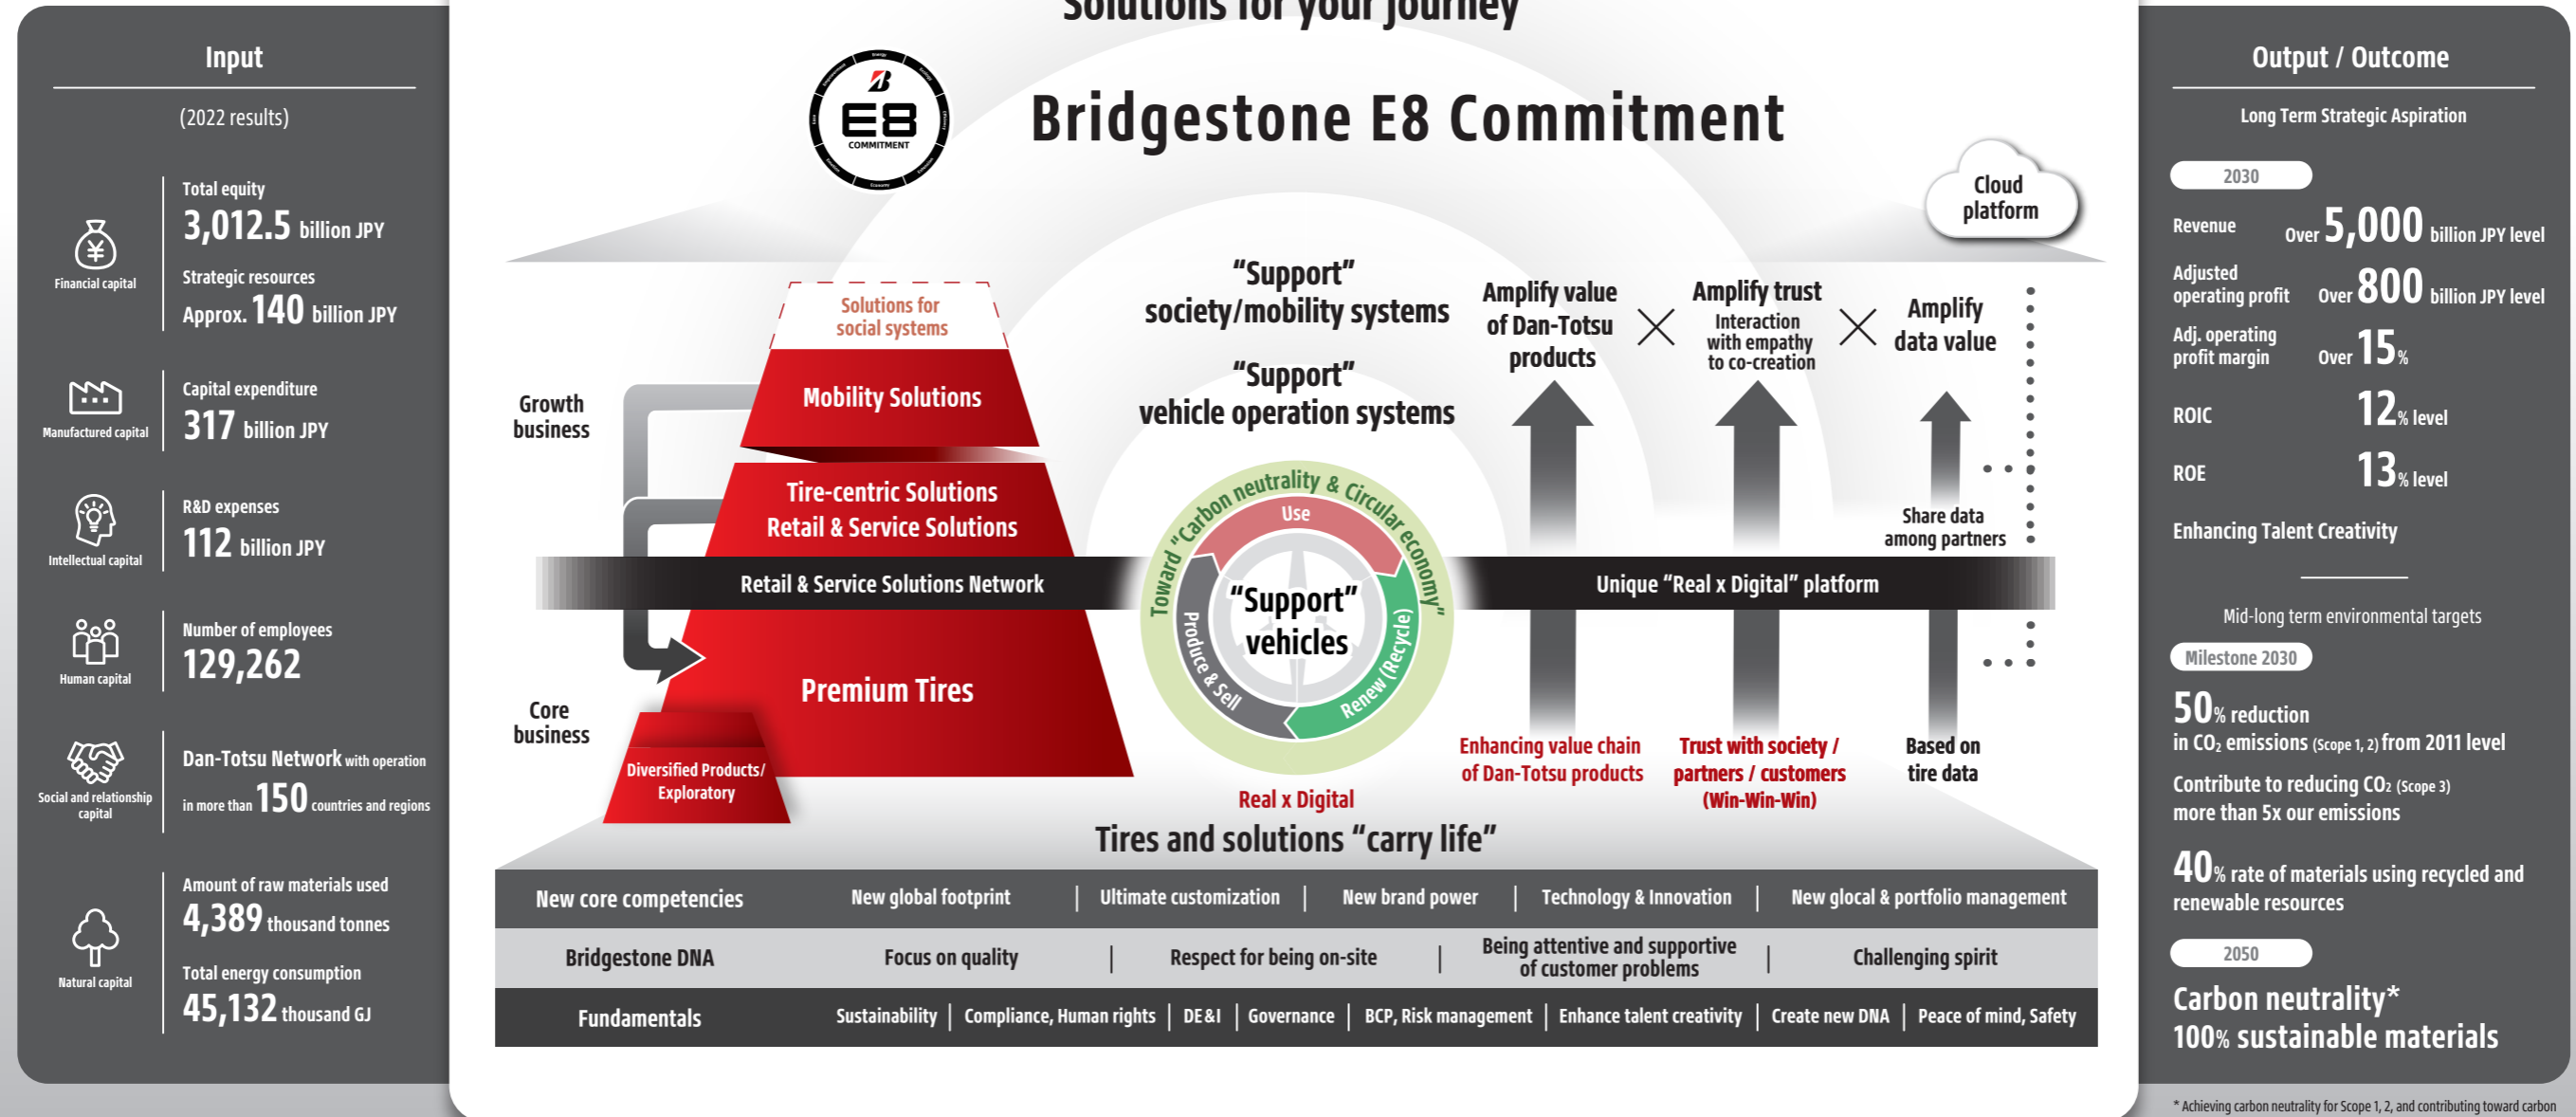 Solutions for your journey
Input
(2022 results)
Financial capital
Total equity
3,012.5 billion JPY
Strategic resources
Approx. 140 billion JPY
Manufactured capital
Capital expenditure
317 billion JPY
Intellectual capital
R&D expenses
112 billion JPY
Human capital
Number of employees
129,262
Social and relationship
capital
Dan-Totsu Network with operation
in more than 150 countries and regions
Natural capital
Amount of raw materials used
4,389 thousand tonnes
Total energy consumption
45,132 thousand GJ
E8
COMMITMENT
Energy
Ecology
Efficiency
Extension
Economy
Emotion
Ease
Empowerment
Bridgestone E8 Commitment
Cloud
platform
Growth
business
Core
business
Solutions for
social systems
Mobility Solutions
Tire-centric Solutions
Retail & Service Solutions
Retail & Service Solutions Network
Premium Tires
Diversified Products/
Exploratory
“Support”
society/mobility systems
“Support”
vehicle operation systems
Toward “Carbon neutrality & Circular economy”
Use
Produce & Sell
Renew (Recycle)
“Support”
vehicles
Real x Digital
Tires and solutions “carry life”
Amplify value
of Dan-Totsu
products
Amplify trust
Interaction
with empathy
to co-creation
Amplify
data value
Share data
among partners
Unique “Real x Digital” platform
Enhancing value chain
of Dan-Totsu products
Trust with society /
partners / customers
(Win-Win-Win)
Based on
tire data
New core competencies
New global footprint | Ultimate customization | New brand power | Technology & Innovation | New glocal & portfolio management
Bridgestone DNA
Focus on quality | Respect for being on-site | Being attentive and supportive
of customer problems | Challenging spirit
Fundamentals
Sustainability | Compliance, Human rights | DE&I | Governance | BCP, Risk management | Enhance talent creativity | Create new DNA | Peace of mind, Safety
Output / Outcome
Long Term Strategic Aspiration
2030
Revenue Over 5,000 billion JPY level
Adjusted
operating profit Over 800 billion JPY level
Adj. operating
profit margin Over 15%
ROIC 12% level
ROE 13% level
Enhancing Talent Creativity
Mid-long term environmental targets
Milestone 2030
50% reduction
in CO₂ emissions (Scope 1, 2) from 2011 level
Contribute to reducing CO₂ (Scope 3)
more than 5x our emissions
40% rate of materials using recycled and
renewable resources
2050
Carbon neutrality*
100% sustainable materials
* Achieving carbon neutrality for Scope 1, 2, and contributing toward carbon